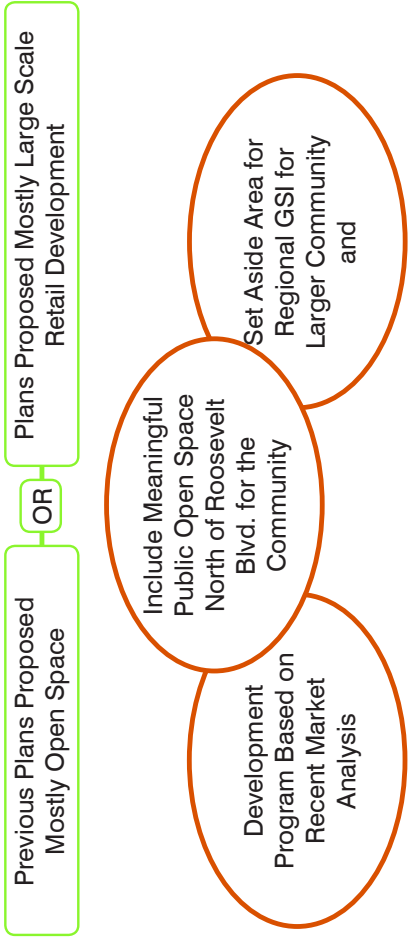 Previous Plans Proposed
Mostly Open Space
OR
Plans Proposed Mostly Large Scale
Retail Development
Development
Program Based on
Recent Market
Analysis
Include Meaningful
Public Open Space
North of Roosevelt
Blvd. for the
Community
Set Aside Area for
Regional GSI for
Larger Community
and